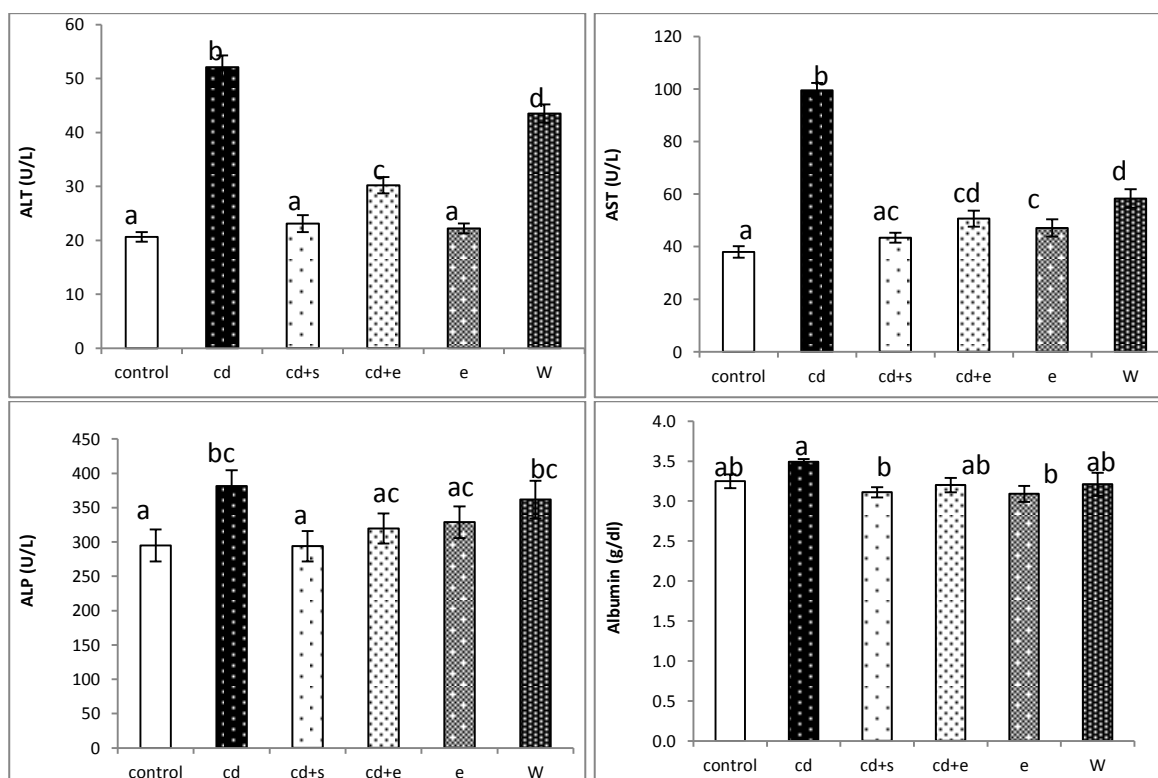 60
50
40
30
20
10
0
ALT (U/L)
a
b
a
c
a
d
control cd cd+s cd+e e W
120
100
80
60
40
20
0
AST (U/L)
a
b
ac
cd
c
d
control cd cd+s cd+e e W
450
400
350
300
250
200
150
100
50
0
ALP (U/L)
a
bc
a
ac
ac
bc
control cd cd+s cd+e e W
4.0
3.5
3.0
2.5
2.0
1.5
1.0
0.5
0.0
Albumin (g/dl)
ab
a
b
ab
b
ab
control cd cd+s cd+e e W